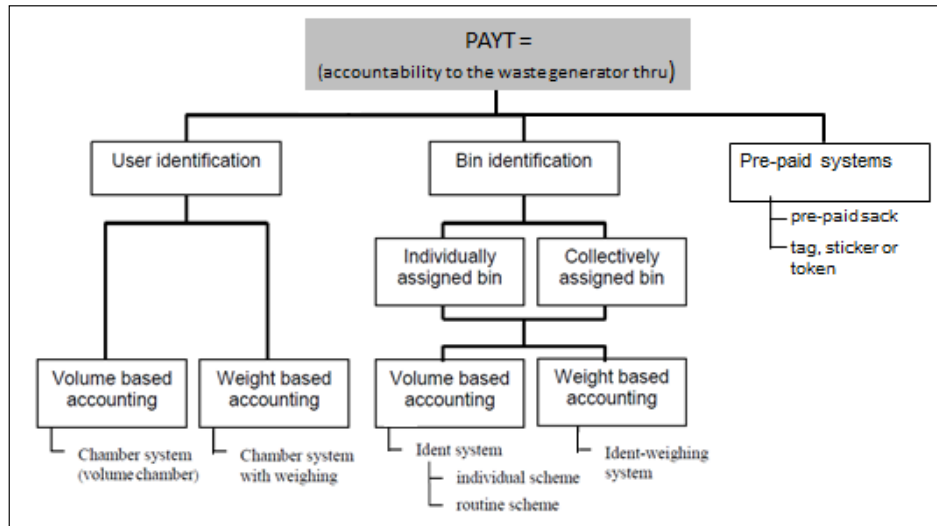 PAYT =
(accountability to the waste generator thru)
User identification
Bin identification
Pre-paid systems
pre-paid sack
tag, sticker or
token
Individually
assigned bin
Collectively
assigned bin
Volume based
accounting
Weight based
accounting
Volume based
accounting
Weight based
accounting
Chamber system
(volume chamber)
Chamber system
with weighing
Ident system
individual scheme
routine scheme
Ident-weighing
system